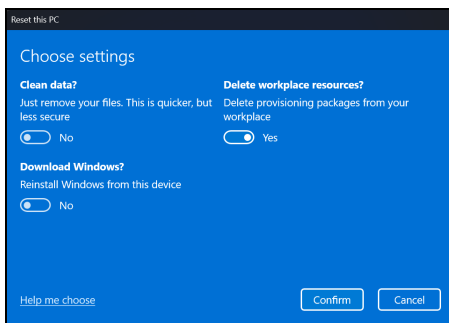 Reset this PC
Choose settings
Clean data?
Just remove your files. This is quicker, but
less secure
No
Delete workplace resources?
Delete provisioning packages from your
workplace
Yes
Download Windows?
Reinstall Windows from this device
No
Help me choose
Confirm
Cancel